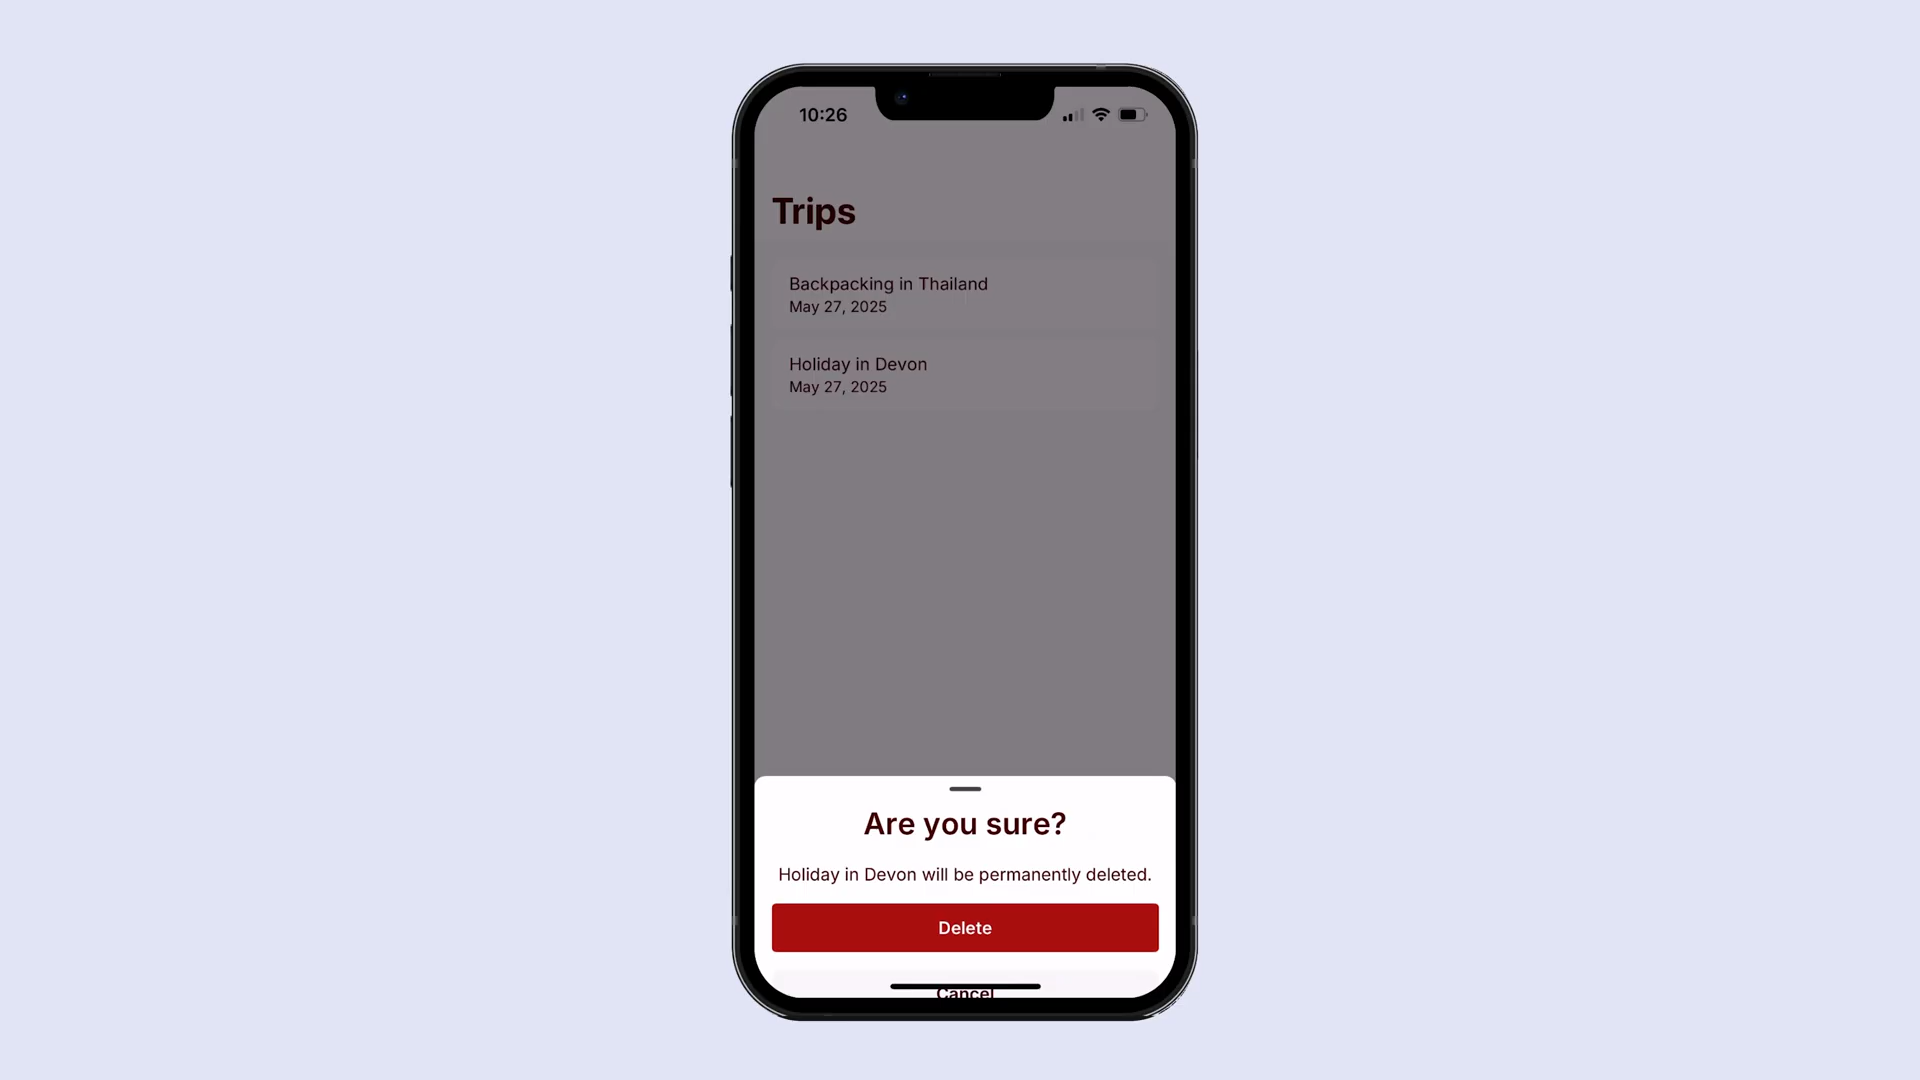 10:26
Trips
Backpacking in Thailand
May 27, 2025
Holiday in Devon
May 27, 2025
Are you sure?
Holiday in Devon will be permanently deleted.
Delete
Cancel